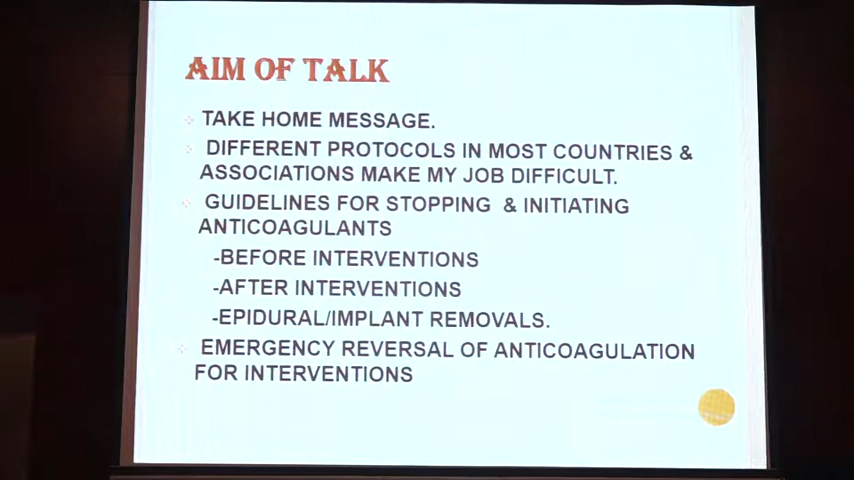 AIM OF TALK
TAKE HOME MESSAGE.
DIFFERENT PROTOCOLS IN MOST COUNTRIES &
ASSOCIATIONS MAKE MY JOB DIFFICULT.
GUIDELINES FOR STOPPING & INITIATING
ANTICOAGULANTS
-BEFORE INTERVENTIONS
-AFTER INTERVENTIONS
-EPIDURAL/IMPLANT REMOVALS.
EMERGENCY REVERSAL OF ANTICOAGULATION
FOR INTERVENTIONS